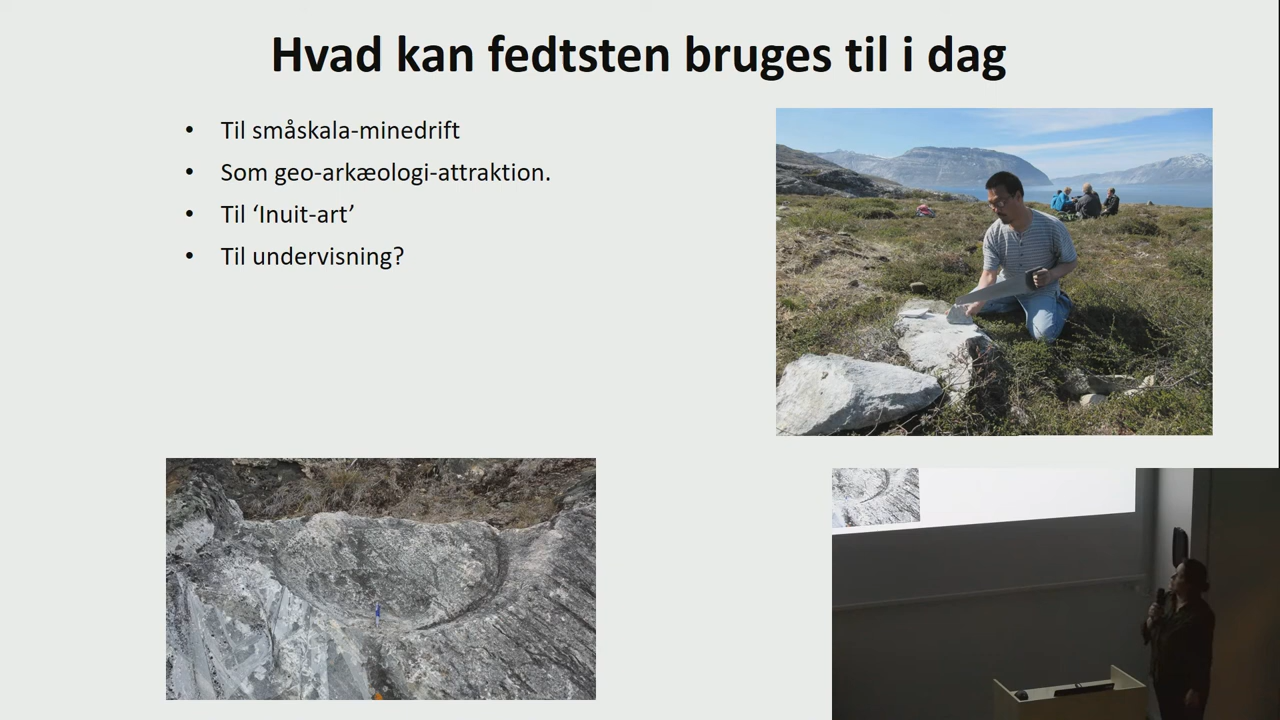 Hvad kan fedtsten bruges til i dag
• Til småskala-minedrift
• Som geo-arkæologi-attraktion.
• Til ‘Inuit-art’
• Til undervisning?